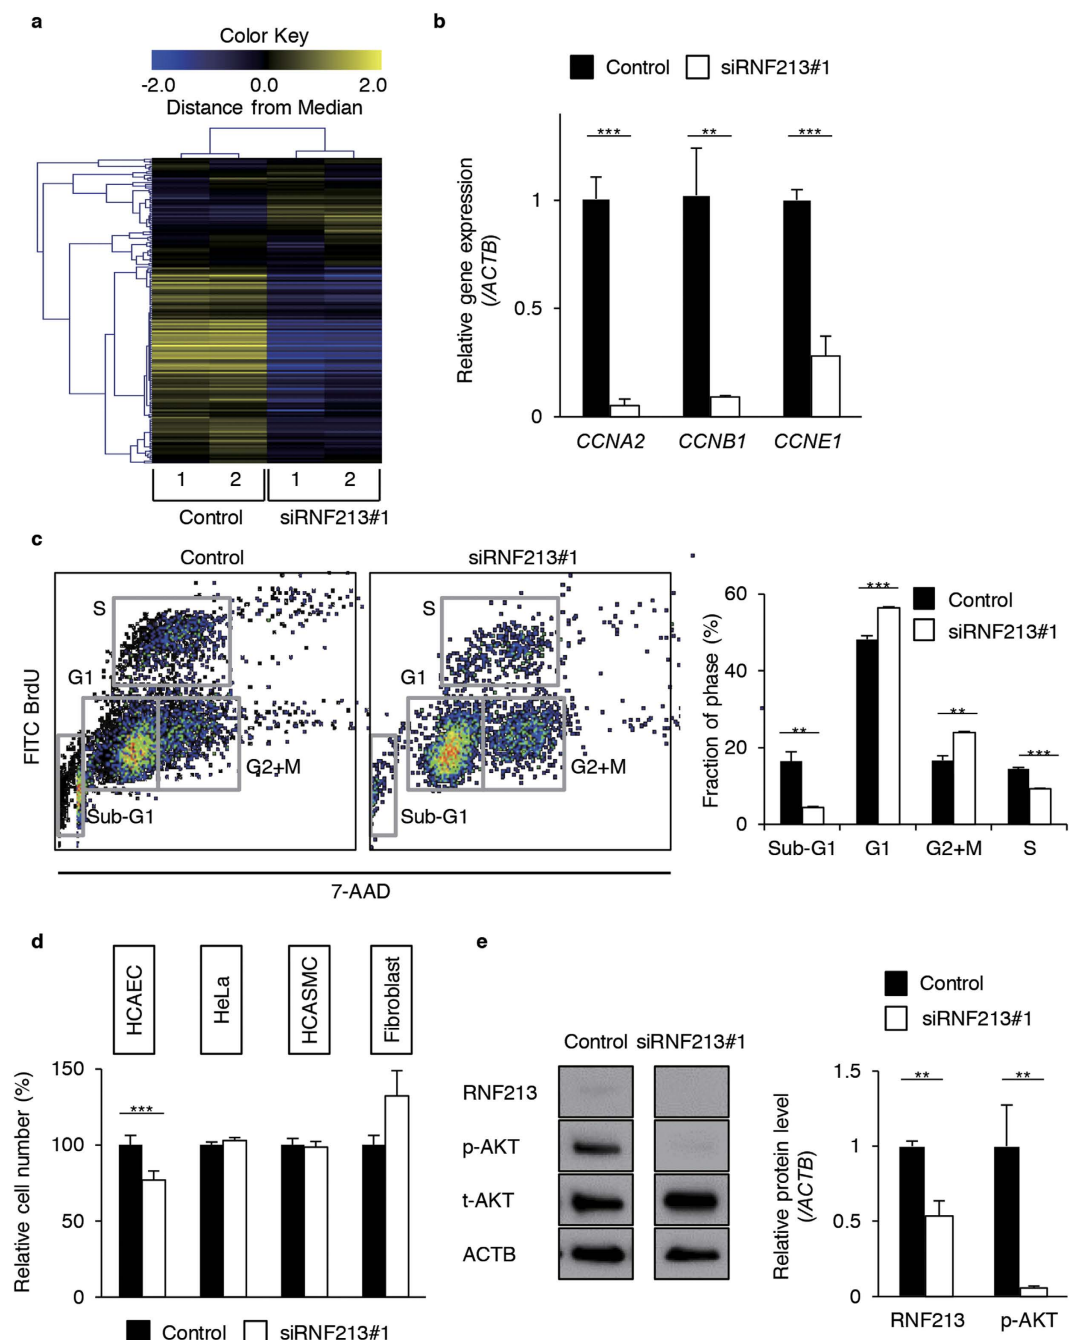 a
Color Key
-2.0 0.0 2.0
Distance from Median
1 2 1 2
Control siRNF213#1
b
Control siRNF213#1
*** ** ***
Relative gene expression
(/ACTB)
1
0.5
0
CCNA2 CCNB1 CCNE1
c
Control siRNF213#1
FITC BrdU
S
G1
G2+M
Sub-G1
S
G1
G2+M
Sub-G1
7-AAD
Fraction of phase (%)
60
40
20
0
Control
siRNF213#1
** *** ** ***
Sub-G1 G1 G2+M S
d
HCAEC
HeLa
HCASMC
Fibroblast
Relative cell number (%)
150
100
50
0
***
Control siRNF213#1
e
Control siRNF213#1
RNF213
p-AKT
t-AKT
ACTB
Control
siRNF213#1
Relative protein level
(/ACTB)
1.5
1
0.5
0
** **
RNF213 p-AKT